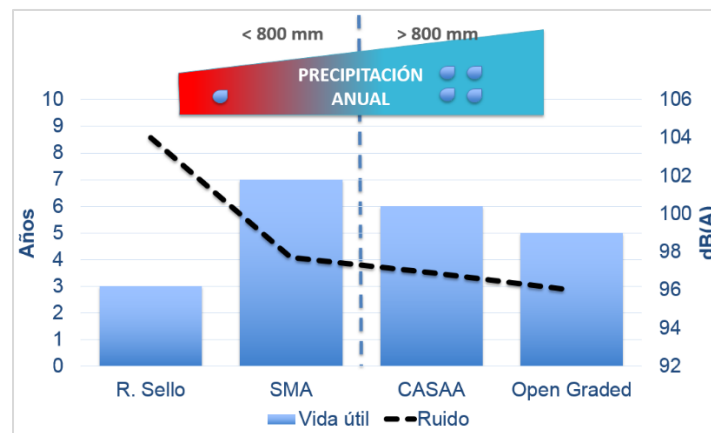 < 800 mm > 800 mm
PRECIPITACIÓN
ANUAL
10
9
8
7
6
5
4
3
2
1
0
Años
106
104
102
100
98
96
94
92
dB(A)
R. Sello SMA CASAA Open Graded
Vida útil Ruido